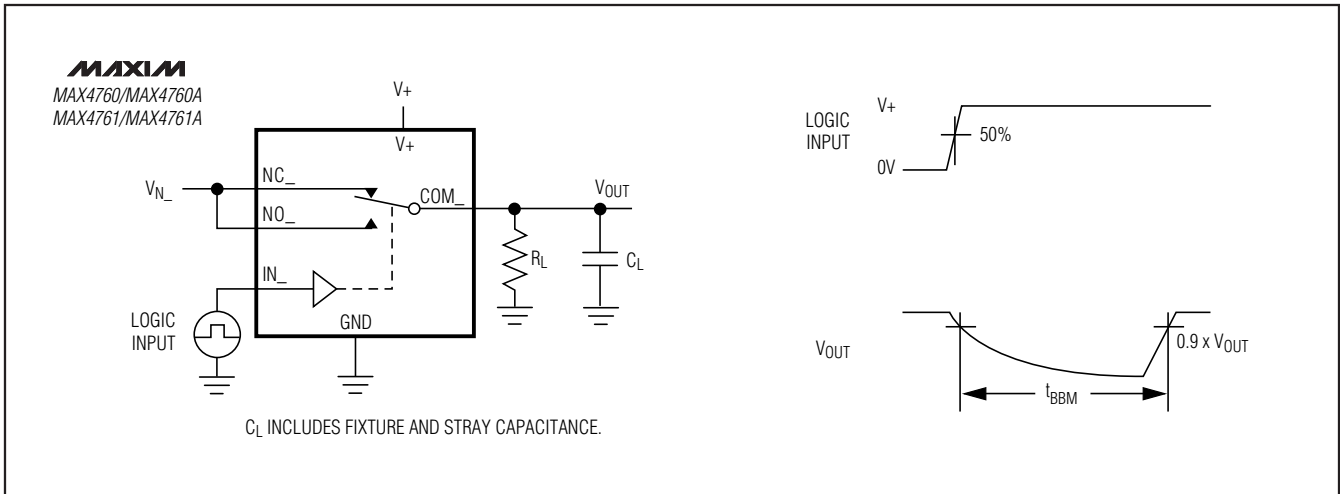 MAXIM
MAX4760/MAX4760A
MAX4761/MAX4761A
V+
V+
NC_
V_N_
COM_
V_OUT
NO_
R_L
C_L
IN_
LOGIC
INPUT
GND
C_L INCLUDES FIXTURE AND STRAY CAPACITANCE.
LOGIC
INPUT
V+
50%
0V
V_OUT
0.9 x V_OUT
t_BBM